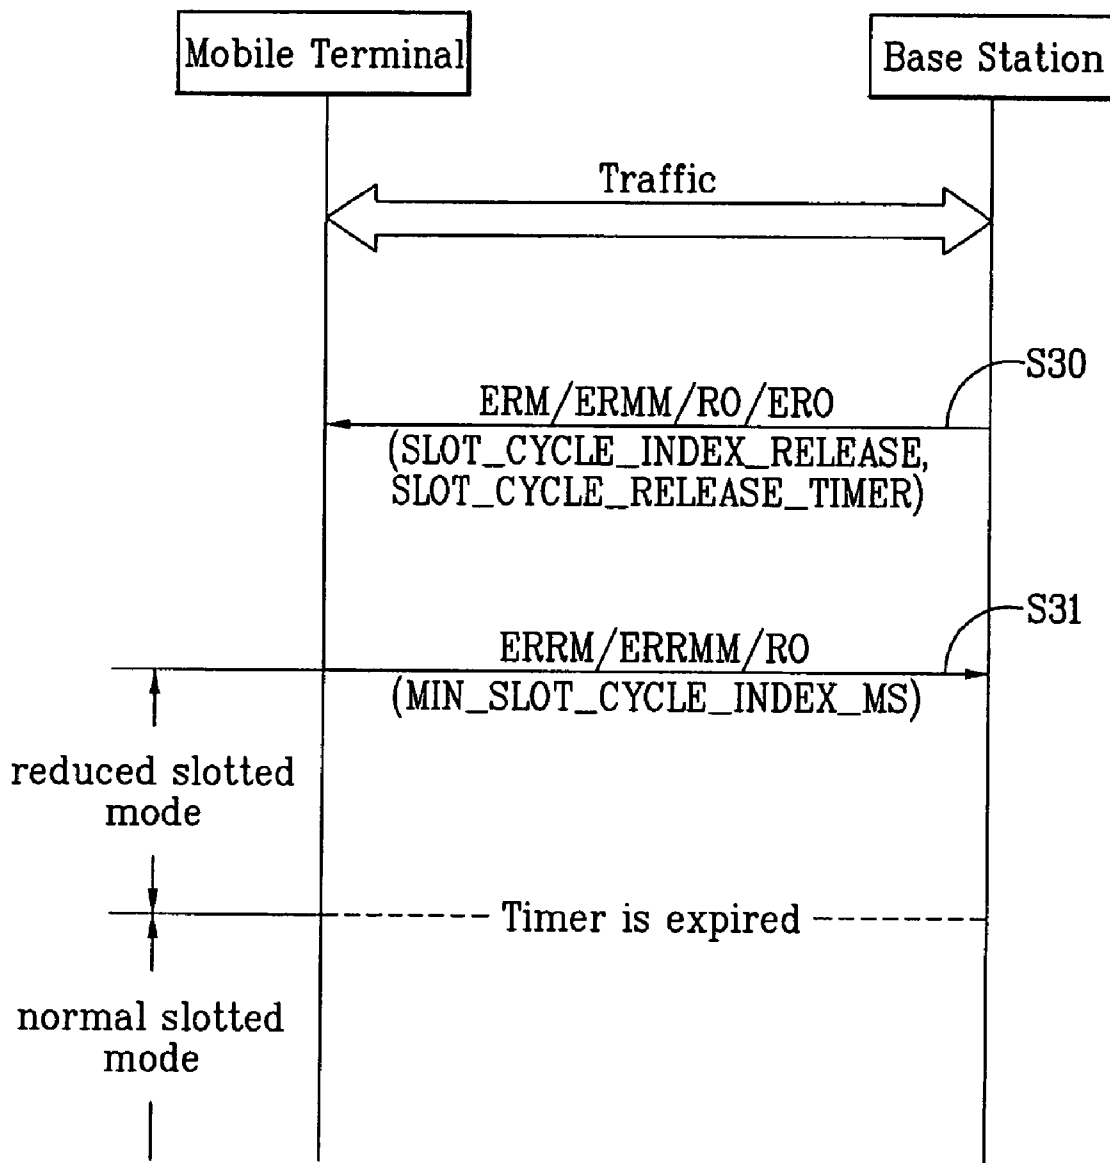 Mobile Terminal
Base Station
Traffic
S30
ERM/ERMM/RO/ERO
(SLOT_CYCLE_INDEX_RELEASE,
SLOT_CYCLE_RELEASE_TIMER)
S31
ERRM/ERRMM/RO
(MIN_SLOT_CYCLE_INDEX_MS)
reduced slotted
mode
Timer is expired
normal slotted
mode